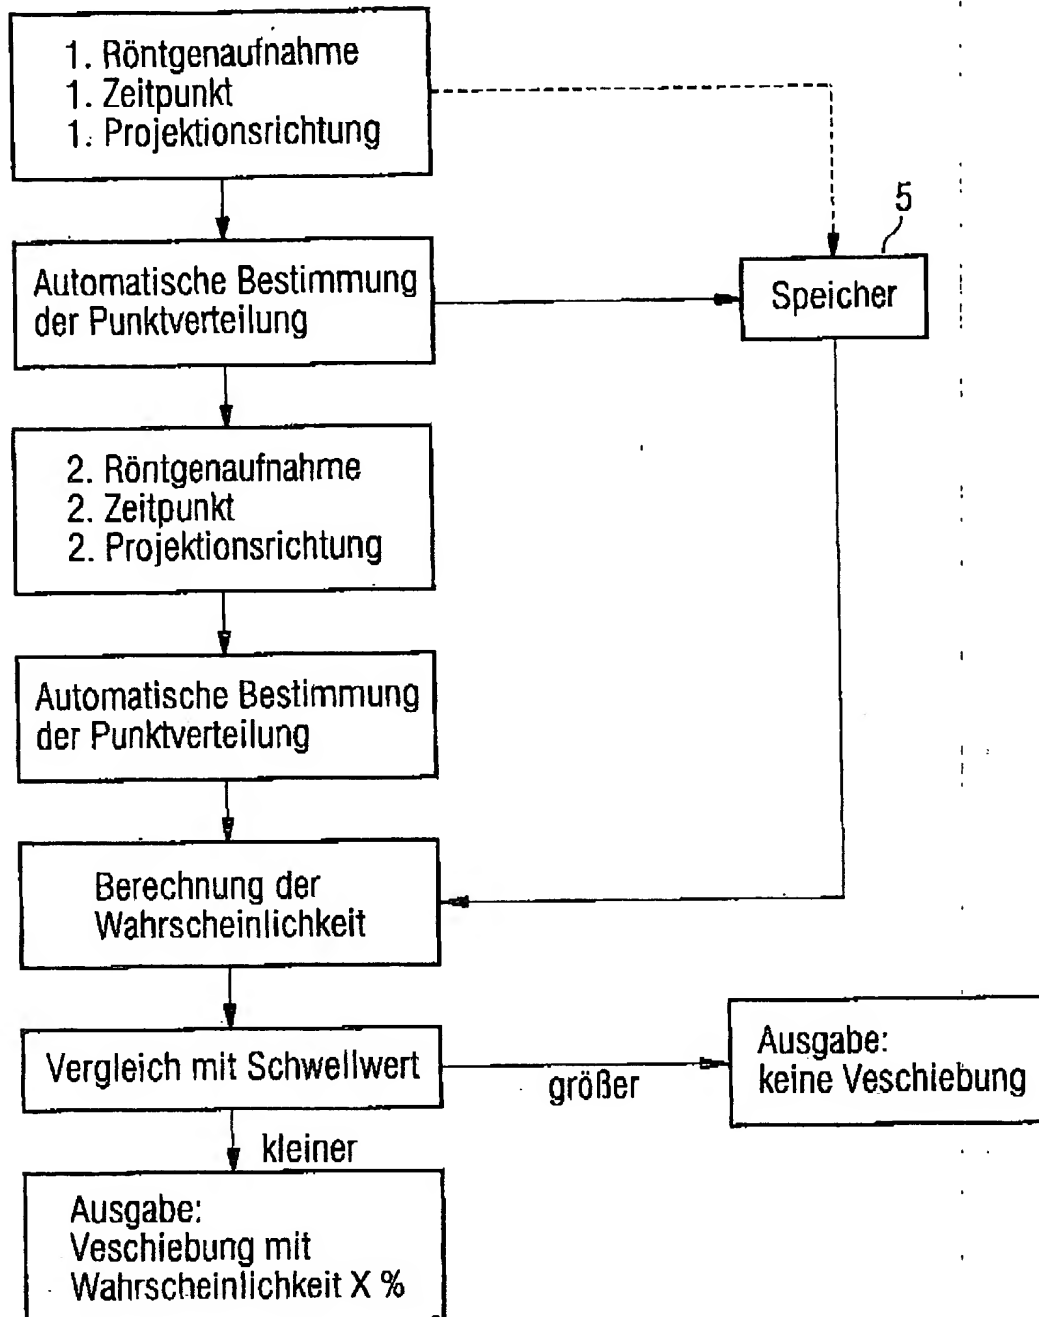 1. Röntgenaufnahme
1. Zeitpunkt
1. Projektionsrichtung
5
Automatische Bestimmung
der Punktverteilung
Speicher
2. Röntgenaufnahme
2. Zeitpunkt
2. Projektionsrichtung
Automatische Bestimmung
der Punktverteilung
Berechnung der
Wahrscheinlichkeit
Vergleich mit Schwellwert
größer
Ausgabe:
keine Veschiebung
kleiner
Ausgabe:
Veschiebung mit
Wahrscheinlichkeit X %